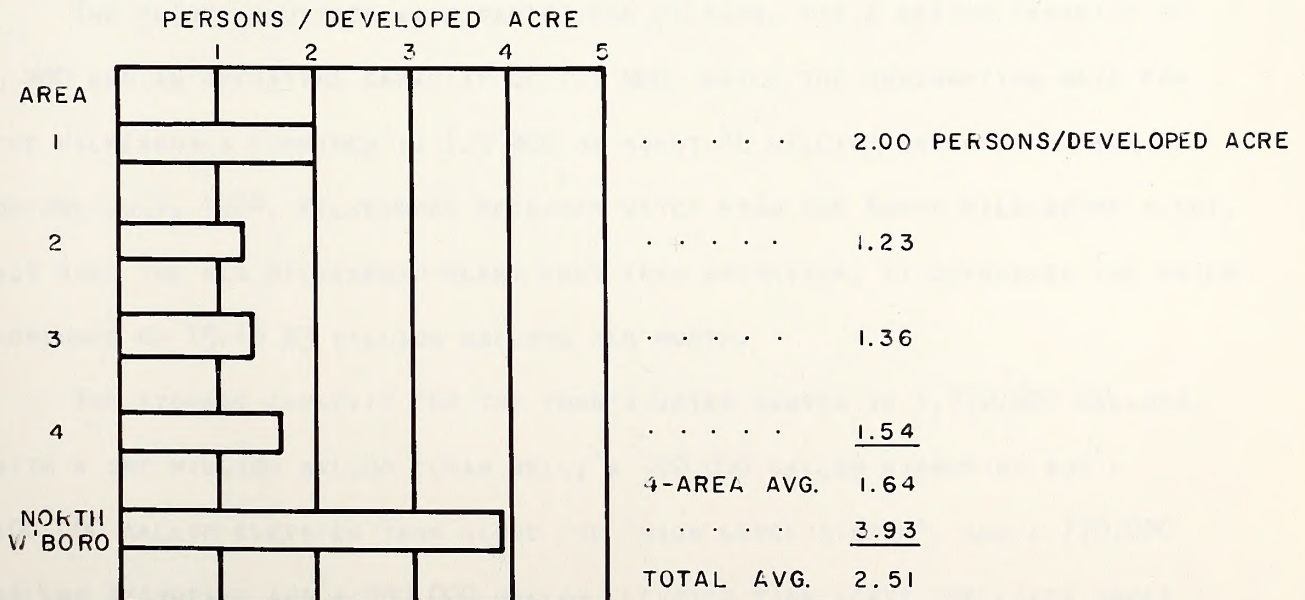 PERSONS / DEVELOPED ACRE
1 2 3 4 5
AREA
1 . . . . . 2.00 PERSONS/DEVELOPED ACRE
2 . . . . . 1.23
3 . . . . . 1.36
4 . . . . . 1.54
4-AREA AVG. 1.64
NORTH
W'BORO 3.93
TOTAL AVG. 2.51